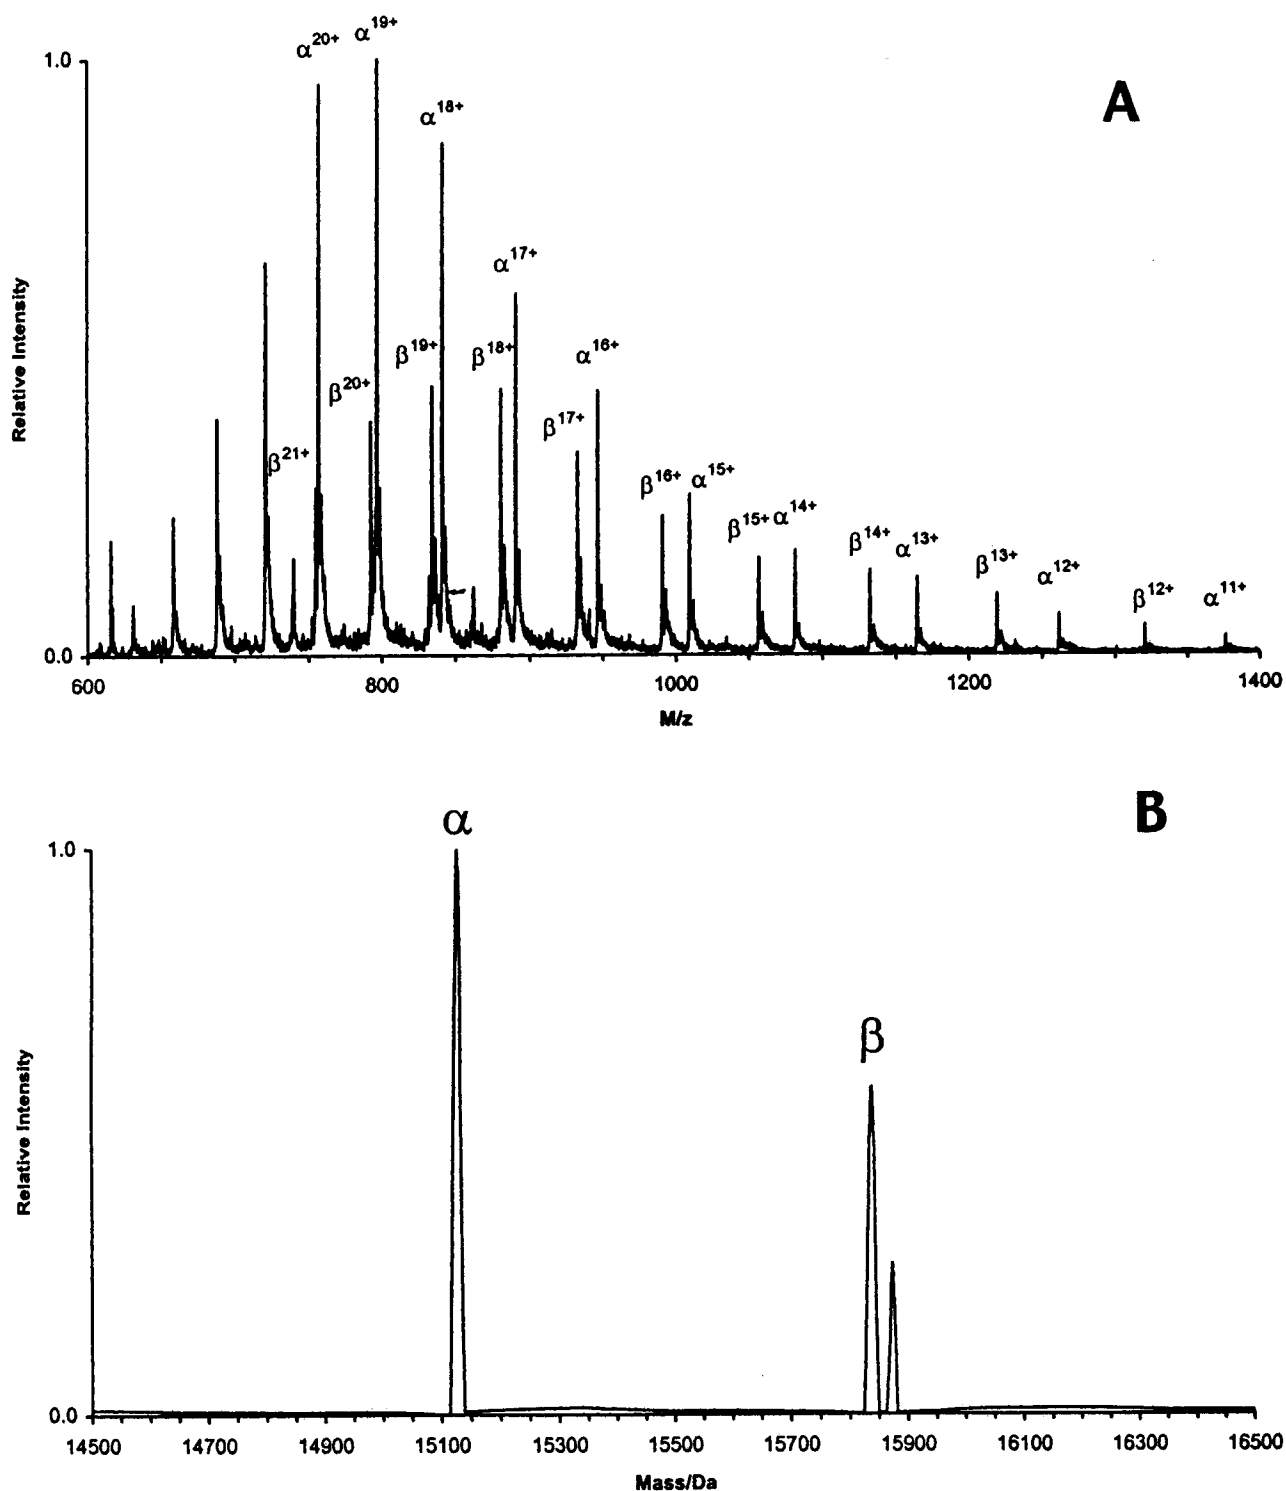 α²⁰⁺ α¹⁹⁺
1.0
A
α¹⁸⁺
α¹⁷⁺
β¹⁹⁺ β¹⁸⁺ α¹⁶⁺
β²⁰⁺
β¹⁷⁺
β²¹⁺
β¹⁶⁺ α¹⁵⁺
β¹⁵⁺ α¹⁴⁺
β¹⁴⁺ α¹³⁺
β¹³⁺ α¹²⁺
β¹²⁺ α¹¹⁺
Relative Intensity
0.0
600 800 1000 1200 1400
M/z
B
α
1.0
β
Relative Intensity
0.0
14500 14700 14900 15100 15300 15500 15700 15900 16100 16300 16500
Mass/Da